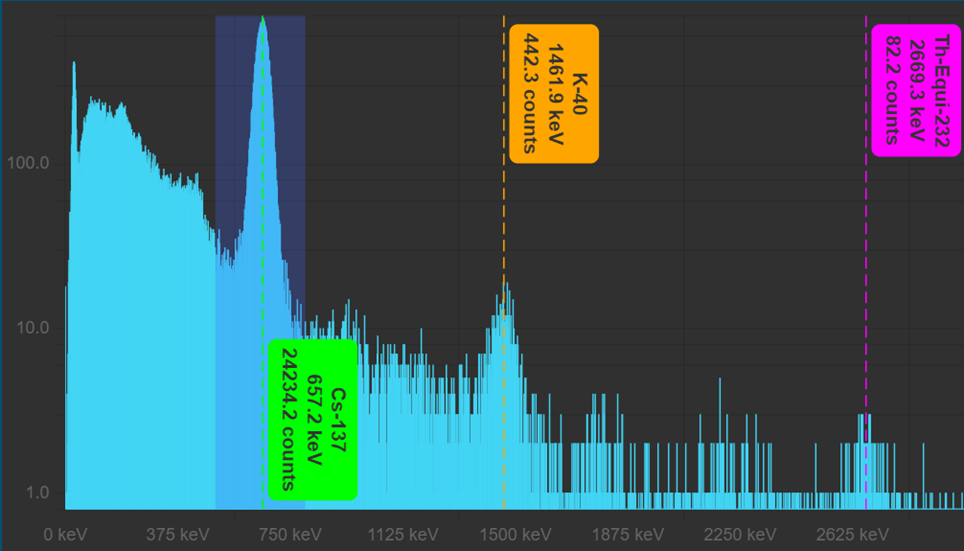 K-40
1461.9 keV
442.3 counts
Th-Equi-232
2669.3 keV
82.2 counts
100.0
10.0
Cs-137
657.2 keV
24234.2 counts
1.0
0 keV
375 keV
750 keV
1125 keV
1500 keV
1875 keV
2250 keV
2625 keV